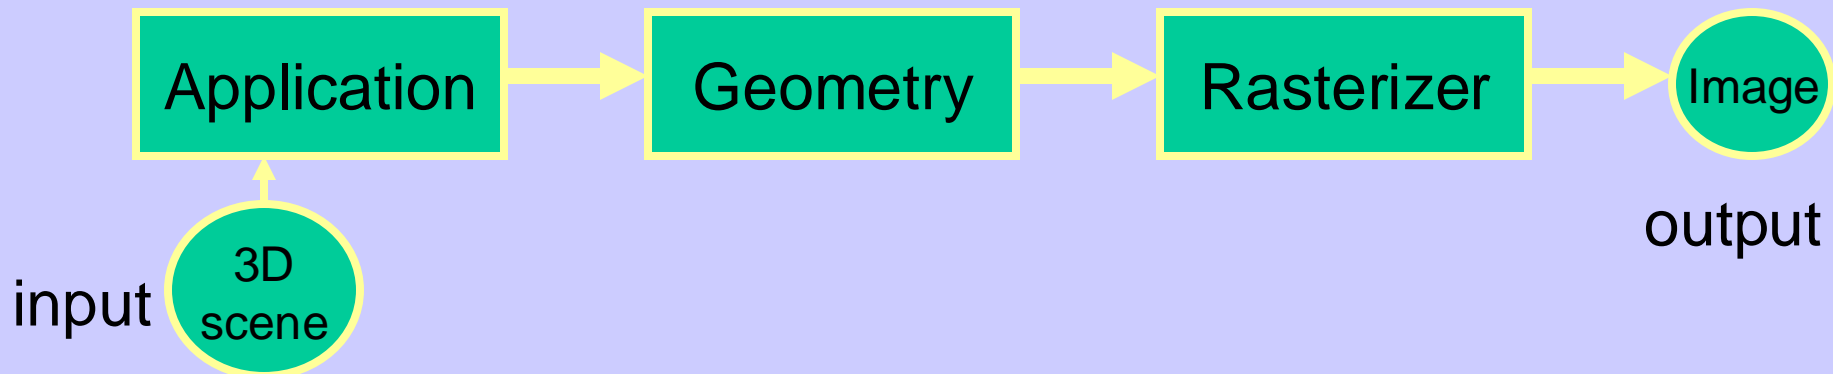 Application
Geometry
Rasterizer
Image
output
input
3D
scene